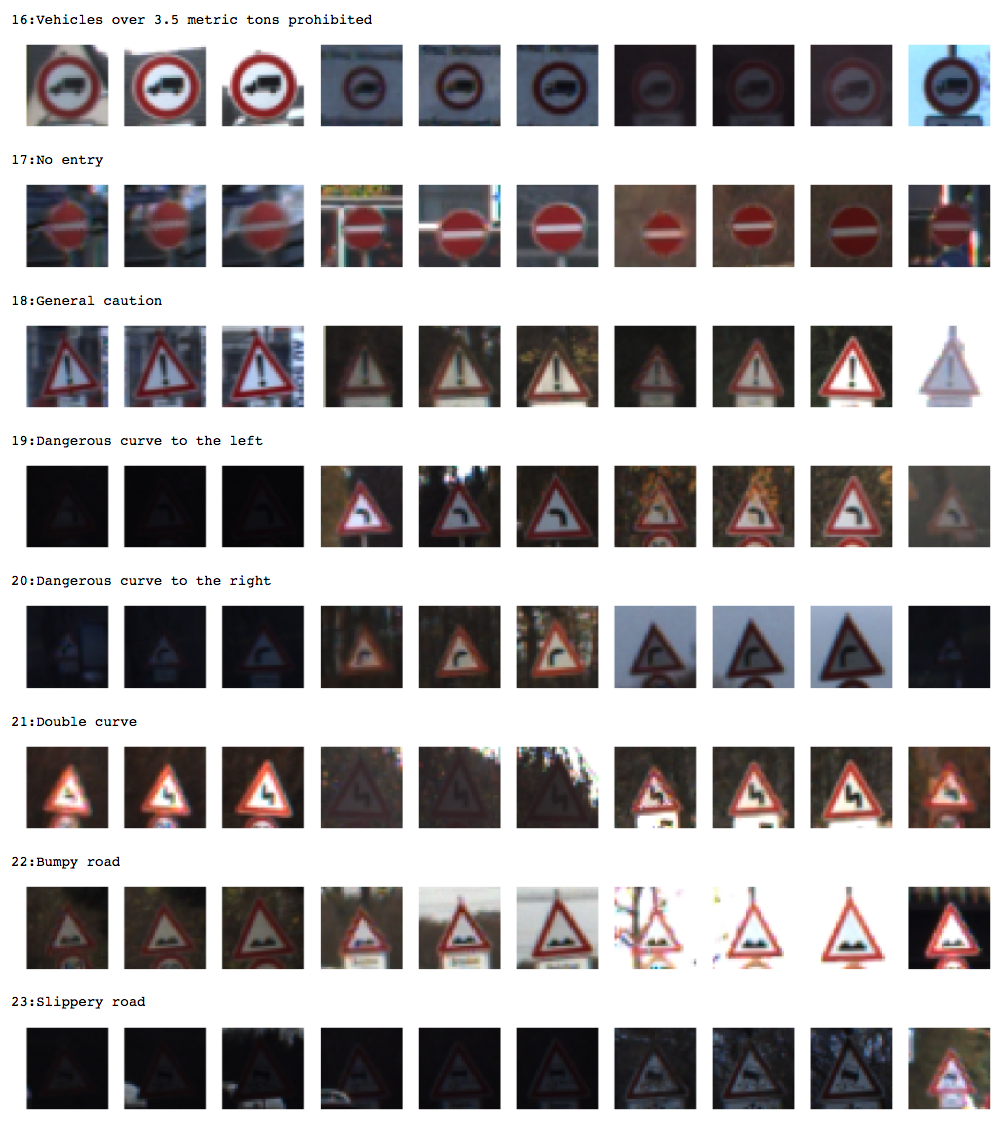 16:Vehicles over 3.5 metric tons prohibited
17:No entry
18:General caution
19:Dangerous curve to the left
20:Dangerous curve to the right
21:Double curve
22:Bumpy road
23:Slippery road